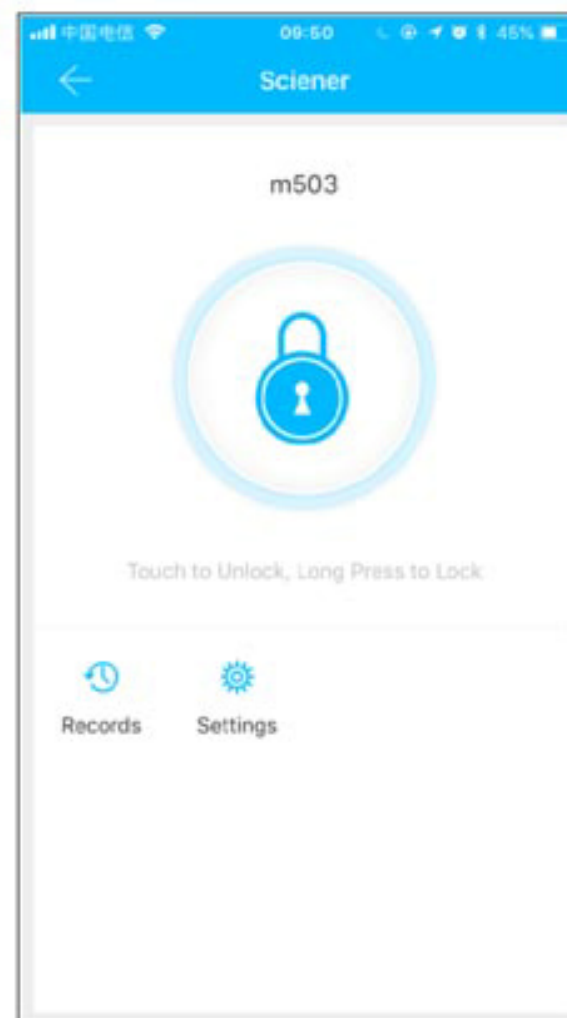 中国电信 09:50 45%
Sciener
m503
Touch to Unlock, Long Press to Lock
Records Settings